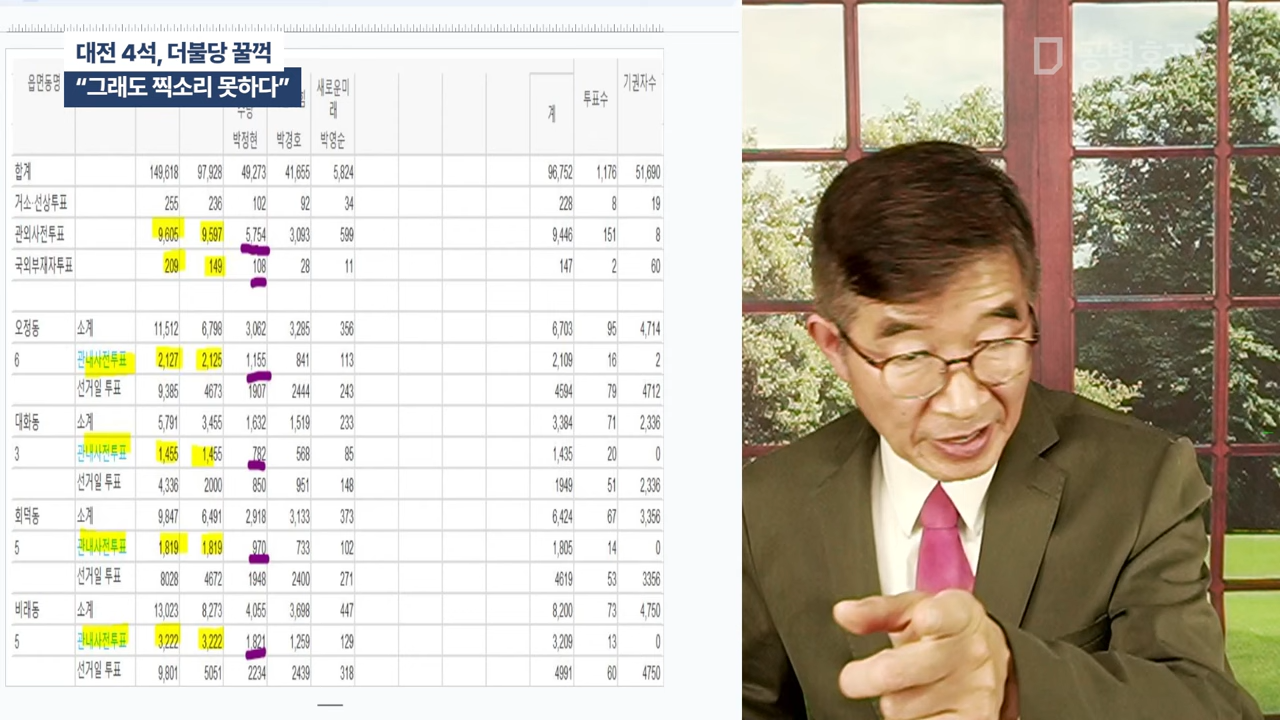 대전 4석, 더불당 꿀꺽
“그래도 찍소리 못하다”
공병호TV
읍면동명 새로운미래 계 투표수 기권자수
박정현 박경호 박영순
합계 149,618 97,928 49,273 41,655 5,824 96,752 1,176 51,690
거소·선상투표 255 236 102 92 34 228 8 19
관외사전투표 9,605 9,597 5,754 3,093 599 9,446 151 8
국외부재자투표 209 149 108 28 11 147 2 60
오정동 소계 11,512 6,798 3,062 3,285 356 6,703 95 4,714
6 관내사전투표 2,127 2,125 1,155 841 113 2,109 16 2
선거일 투표 9,385 4673 1907 2444 243 4594 79 4712
대화동 소계 5,791 3,455 1,632 1,519 233 3,384 71 2,336
3 관내사전투표 1,455 1,455 782 568 85 1,435 20 0
선거일 투표 4,336 2000 850 951 148 1949 51 2,336
회덕동 소계 9,847 6,491 2,918 3,133 373 6,424 67 3,356
5 관내사전투표 1,819 1,819 970 733 102 1,805 14 0
선거일 투표 8028 4672 1948 2400 271 4619 53 3356
비래동 소계 13,023 8,273 4,055 3,698 447 8,200 73 4,750
5 관내사전투표 3,222 3,222 1,821 1,259 129 3,209 13 0
선거일 투표 9,801 5051 2234 2439 318 4991 60 4750